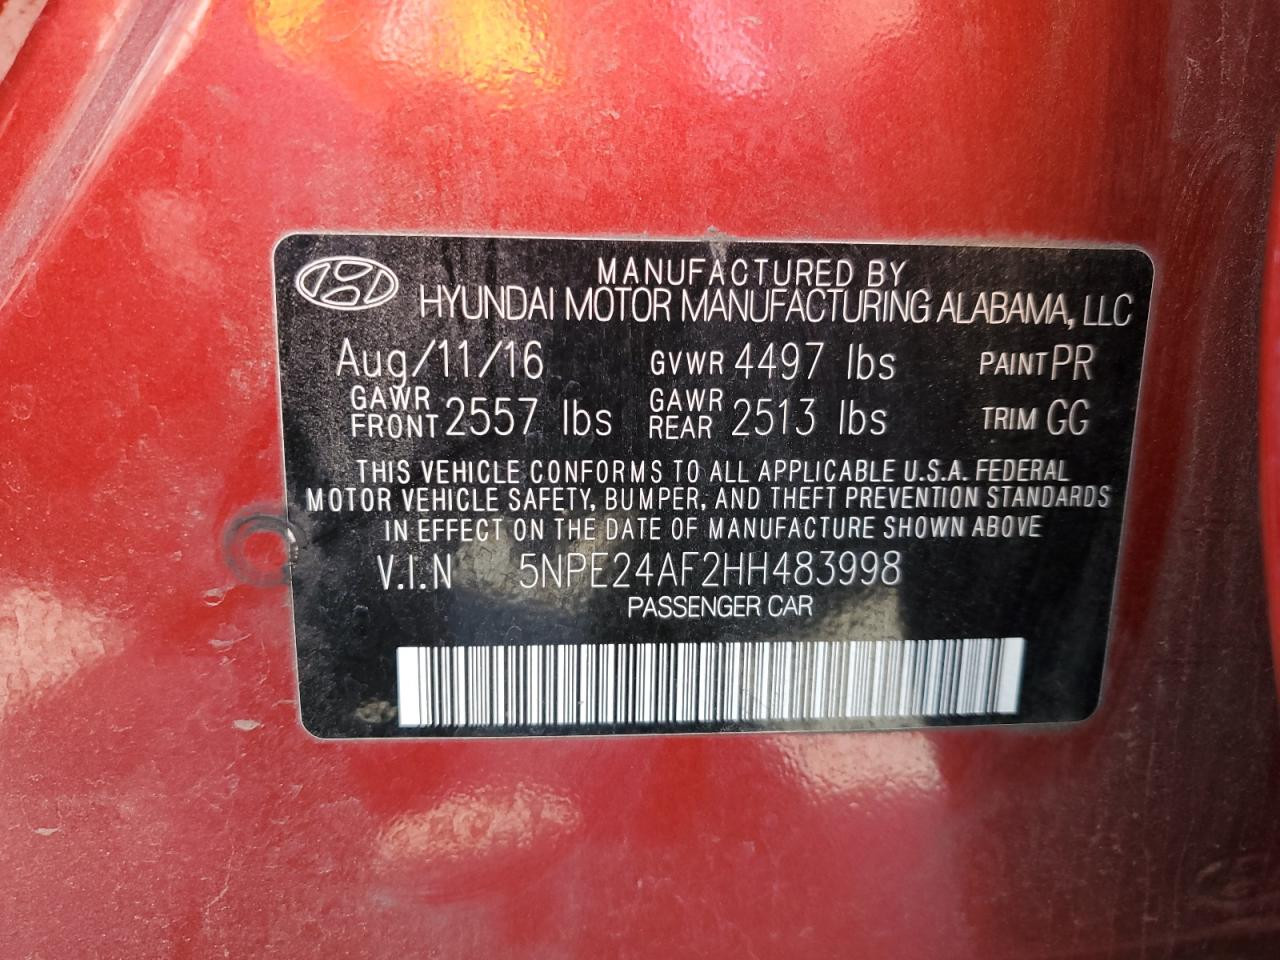 MANUFACTURED BY
HYUNDAI MOTOR MANUFACTURING ALABAMA, LLC
Aug/11/16 GVWR 4497 lbs PAINT PR
GAWR FRONT 2557 lbs GAWR REAR 2513 lbs TRIM GG
THIS VEHICLE CONFORMS TO ALL APPLICABLE U.S.A. FEDERAL
MOTOR VEHICLE SAFETY, BUMPER, AND THEFT PREVENTION STANDARDS
IN EFFECT ON THE DATE OF MANUFACTURE SHOWN ABOVE
V.I.N 5NPE24AF2HH483998
PASSENGER CAR